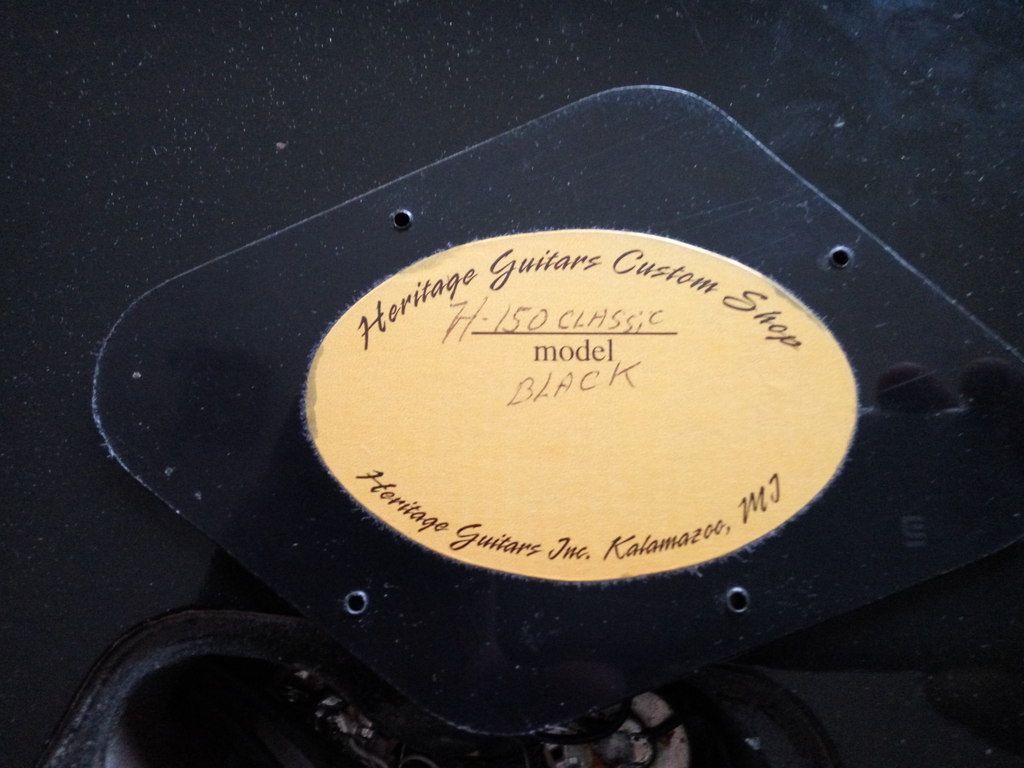 Heritage Guitars Custom Shop
H-150 CLASSIC
model
BLACK
Heritage Guitars Inc. Kalamazoo, MI